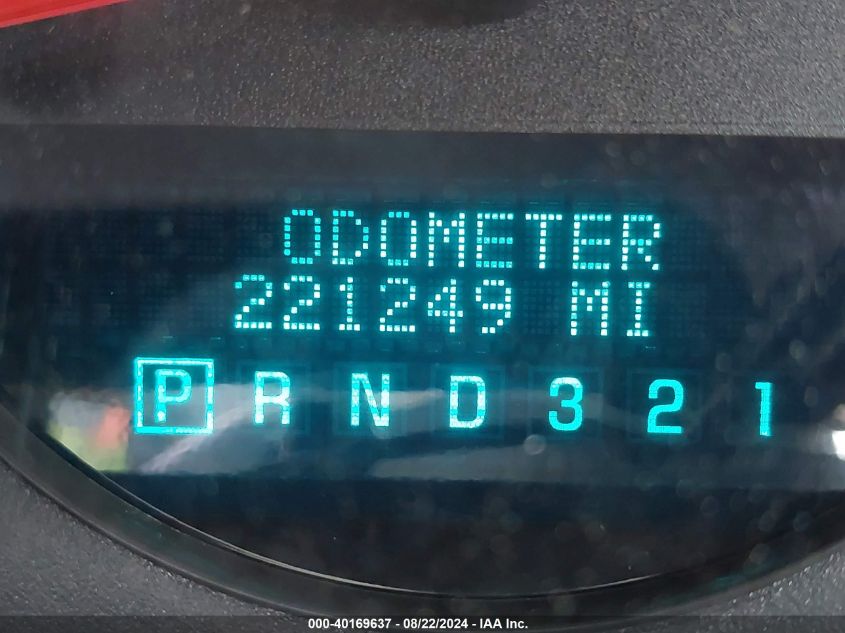 ODOMETER
221249 MI
P R N D 3 2 1
000-40169637 - 08/22/2024 - IAA Inc.